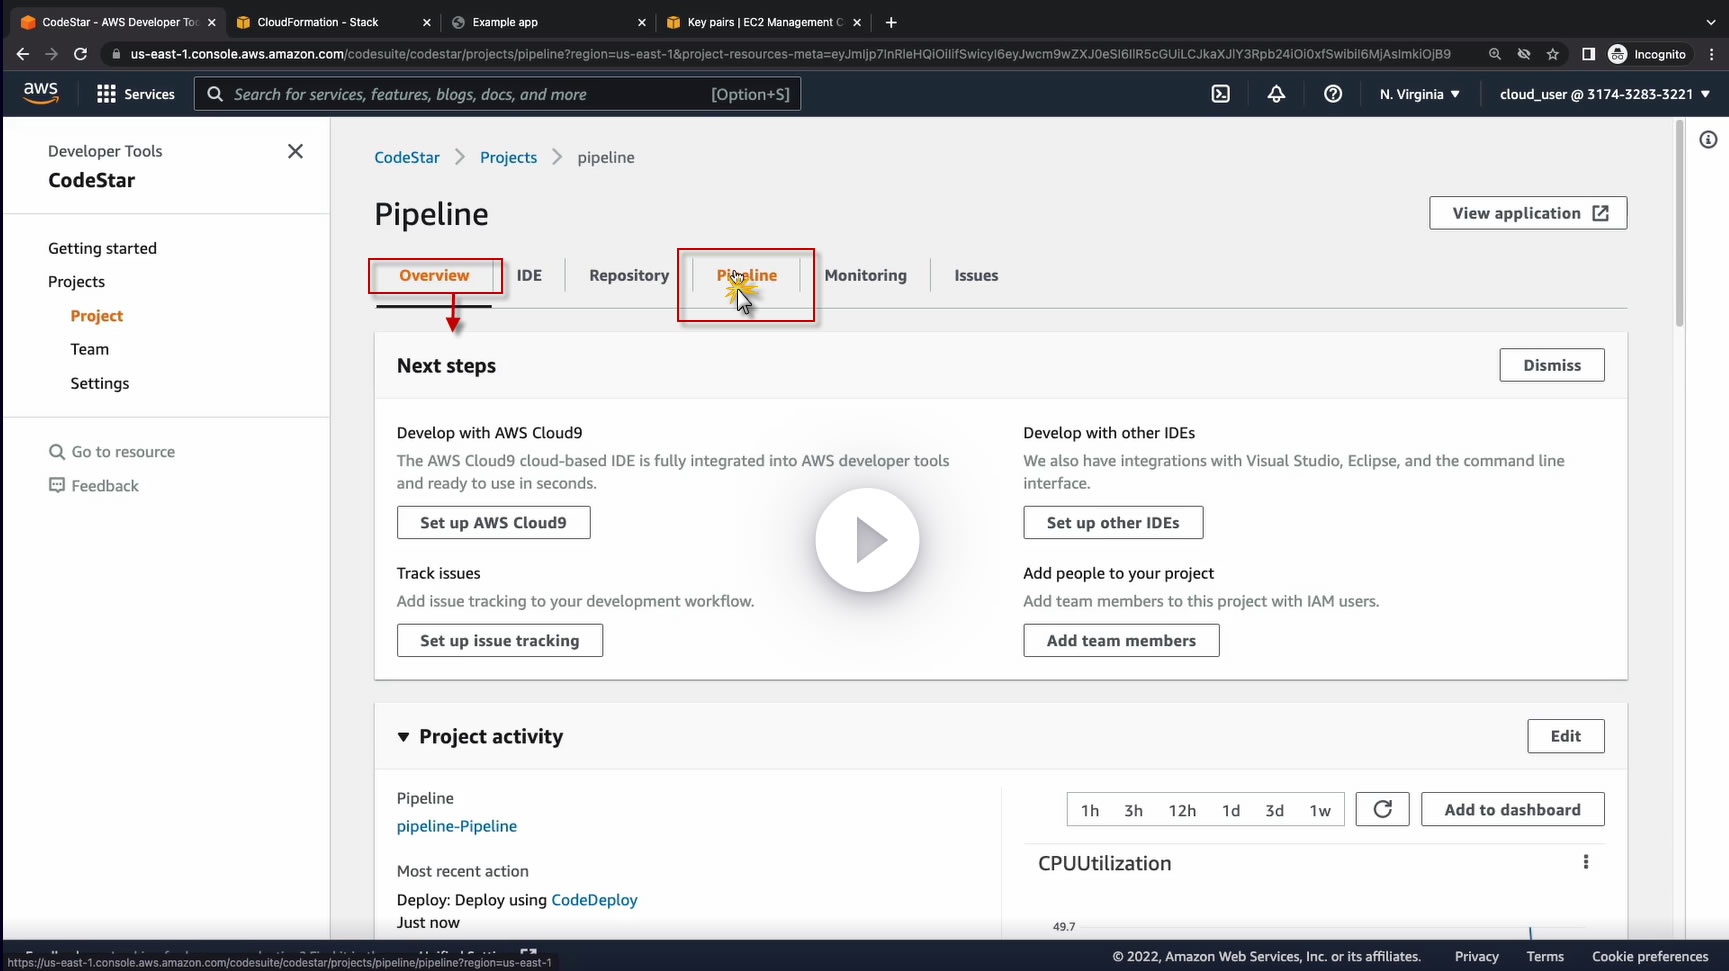 CodeStar - AWS Developer Too
CloudFormation - Stack
Example app
Key pairs | EC2 Management C
us-east-1.console.aws.amazon.com/codesuite/codestar/projects/pipeline?region=us-east-1&project-resources-meta=
Incognito
aws
Services
Search for services, features, blogs, docs, and more
[Option+S]
N. Virginia
cloud_user @ 3174-3283-3221
Developer Tools
CodeStar
Getting started
Projects
Project
Team
Settings
Go to resource
Feedback
CodeStar > Projects > pipeline
Pipeline
View application
Overview
IDE
Repository
Pipeline
Monitoring
Issues
Next steps
Dismiss
Develop with AWS Cloud9
The AWS Cloud9 cloud-based IDE is fully integrated into AWS developer tools
and ready to use in seconds.
Set up AWS Cloud9
Develop with other IDEs
We also have integrations with Visual Studio, Eclipse, and the command line
interface.
Set up other IDEs
Track issues
Add issue tracking to your development workflow.
Set up issue tracking
Add people to your project
Add team members to this project with IAM users.
Add team members
Project activity
Edit
Pipeline
pipeline-Pipeline
Most recent action
Deploy: Deploy using CodeDeploy
Just now
1h 3h 12h 1d 3d 1w
Add to dashboard
CPUUtilization
49.7
https://us-east-1.console.aws.amazon.com/codesuite/codestar/projects/pipeline/pipeline?region=us-east-1
© 2022, Amazon Web Services, Inc. or its affiliates.
Privacy
Terms
Cookie preferences